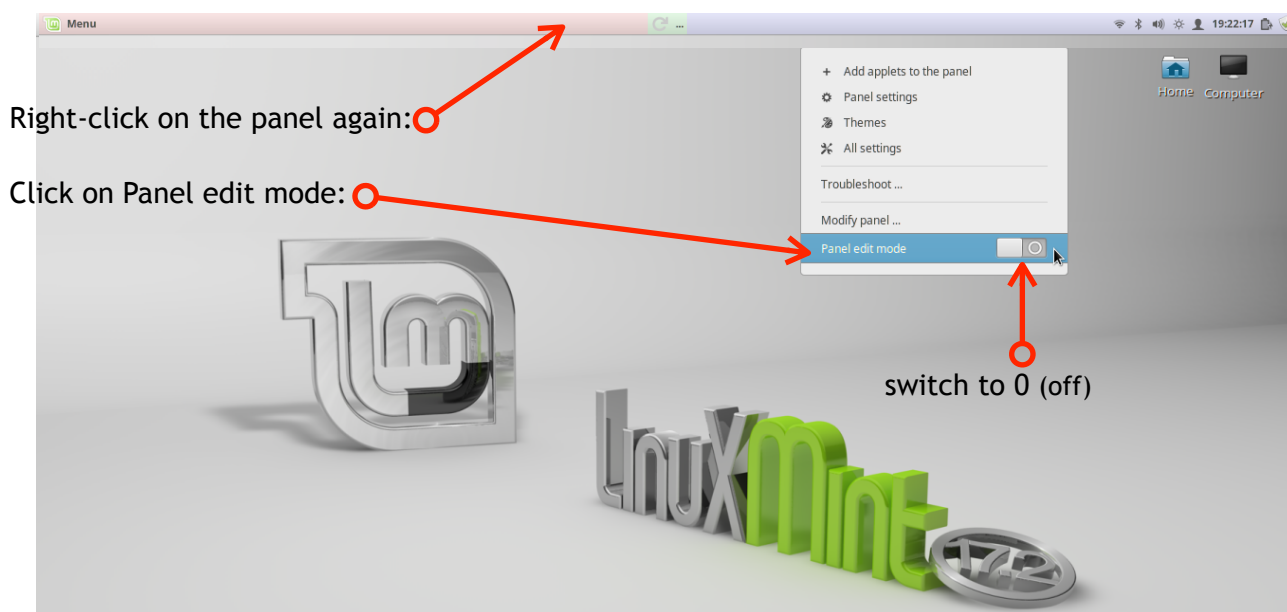 Menu
...
19:22:17
Add applets to the panel
Home
Computer
Panel settings
Right-click on the panel again:
Themes
All settings
Troubleshoot ...
Click on Panel edit mode:
Modify panel ...
Panel edit mode
switch to 0 (off)
lm
Linux Mint
17.2